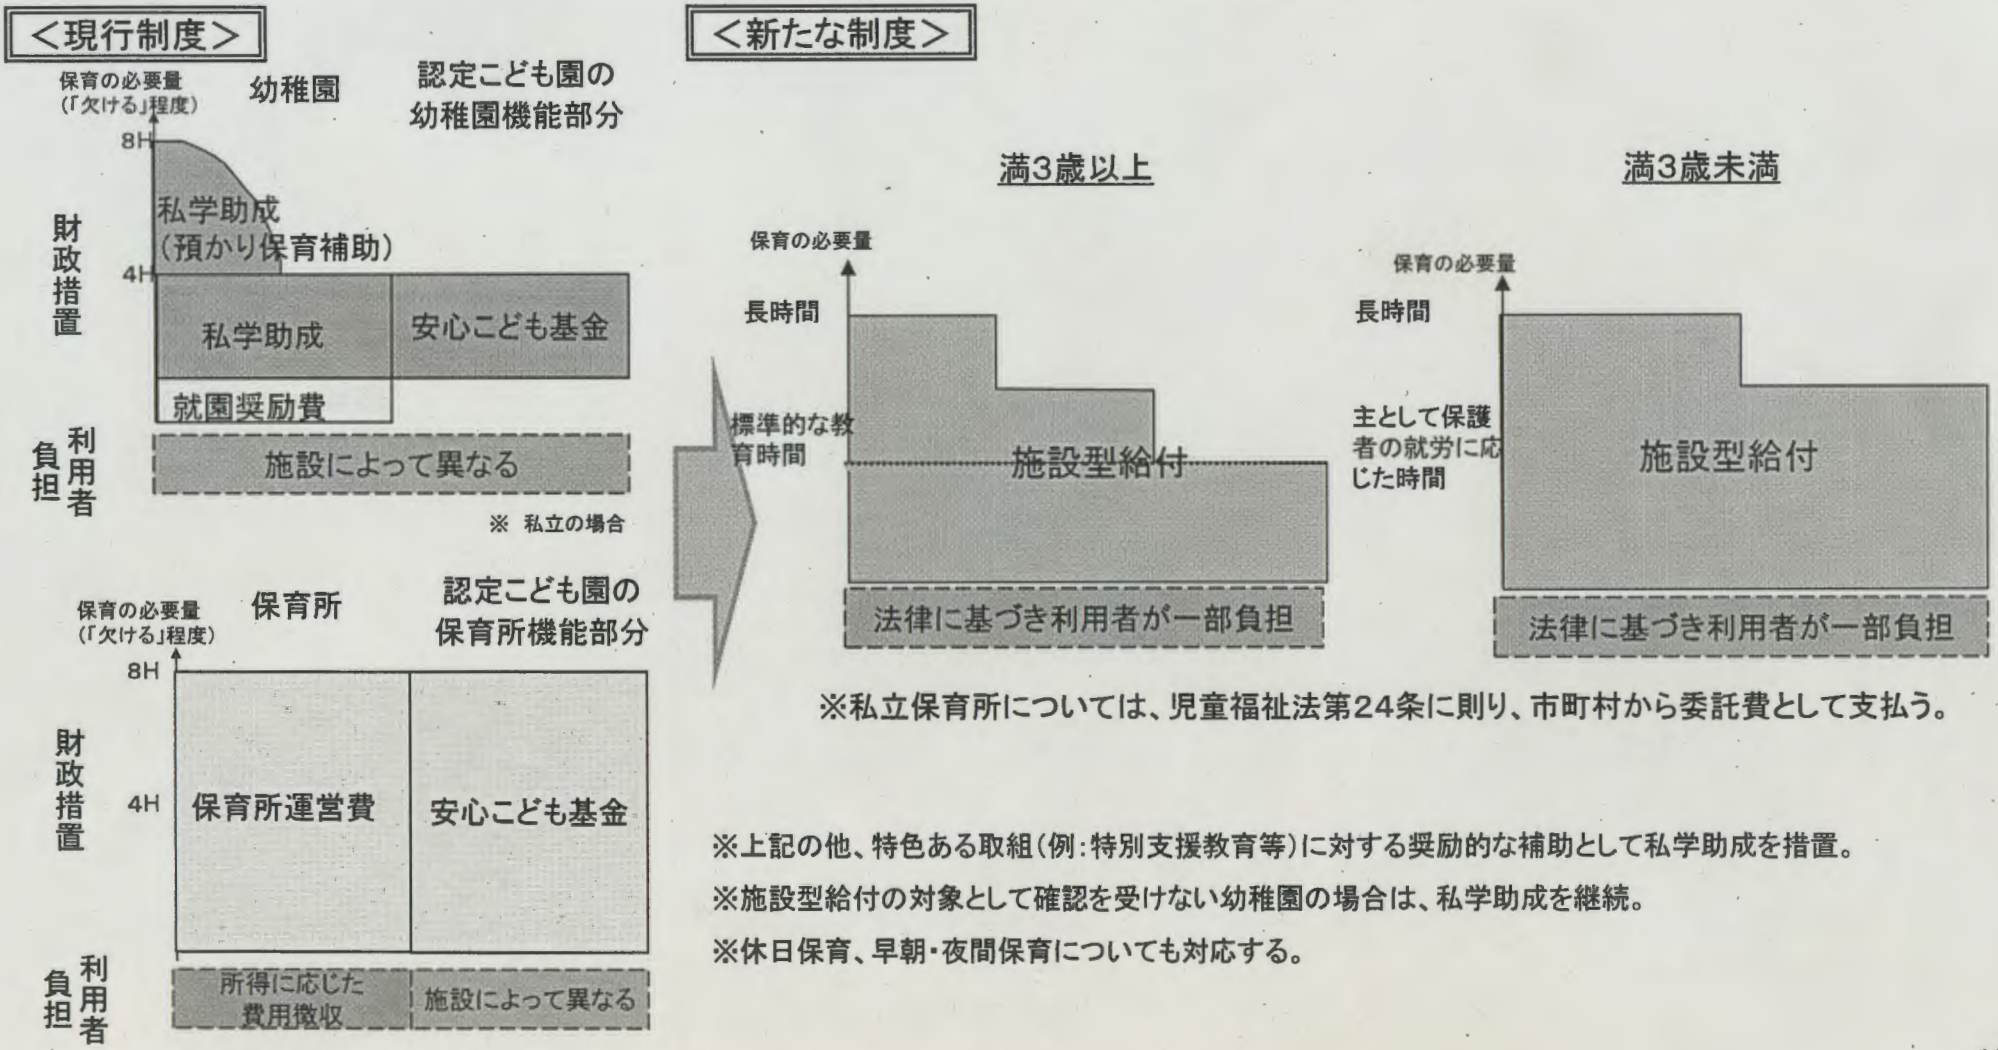 ＜現行制度＞
保育の必要量
(「欠ける」程度)
幼稚園
認定こども園の
幼稚園機能部分
8H
4H
財政措置
私学助成
(預かり保育補助)
私学助成
安心こども基金
就園奨励費
利用者
負担
施設によって異なる
※ 私立の場合
保育の必要量
(「欠ける」程度)
保育所
認定こども園の
保育所機能部分
8H
4H
財政措置
保育所運営費
安心こども基金
利用者
負担
所得に応じた
費用徴収
施設によって異なる
＜新たな制度＞
満3歳以上
保育の必要量
長時間
標準的な教
育時間
施設型給付
法律に基づき利用者が一部負担
満3歳未満
保育の必要量
長時間
主として保護
者の就労に応
じた時間
施設型給付
法律に基づき利用者が一部負担
※私立保育所については、児童福祉法第24条に則り、市町村から委託費として支払う。
※上記の他、特色ある取組(例:特別支援教育等)に対する奨励的な補助として私学助成を措置。
※施設型給付の対象として確認を受けない幼稚園の場合は、私学助成を継続。
※休日保育、早朝・夜間保育についても対応する。